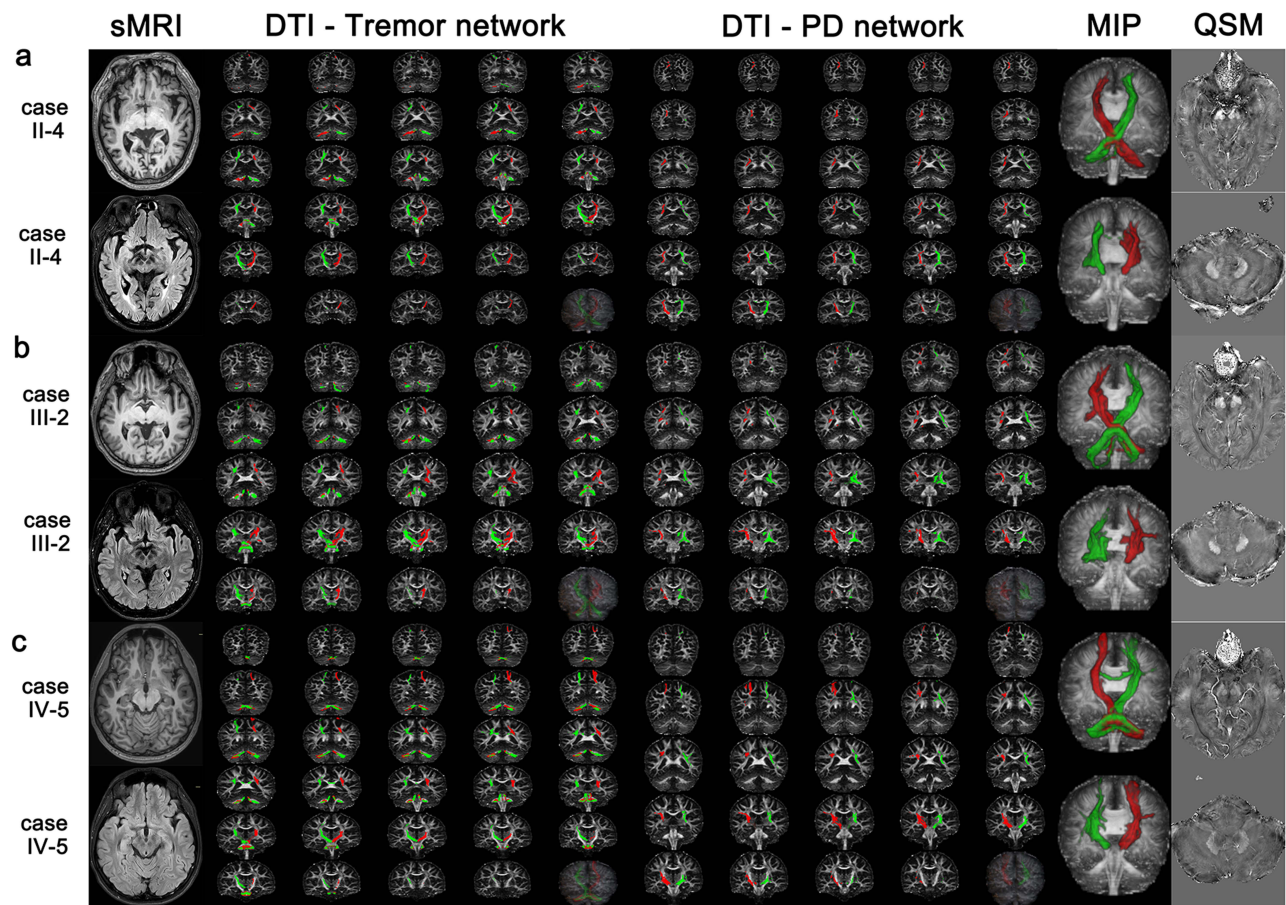 sMRI DTI - Tremor network DTI - PD network MIP QSM
a
case
II-4
case
II-4
b
case
III-2
case
III-2
c
case
IV-5
case
IV-5